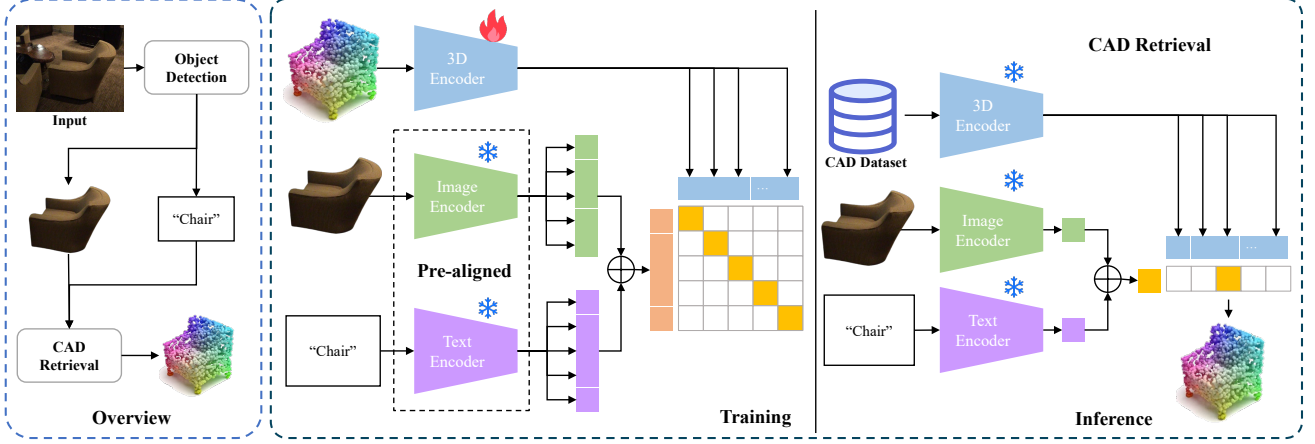 Object
Detection
Input
“Chair”
CAD
Retrieval
Overview
3D
Encoder
Image
Encoder
Pre-aligned
“Chair”
Text
Encoder
...
Training
CAD Retrieval
CAD Dataset
3D
Encoder
Image
Encoder
“Chair”
Text
Encoder
...
Inference